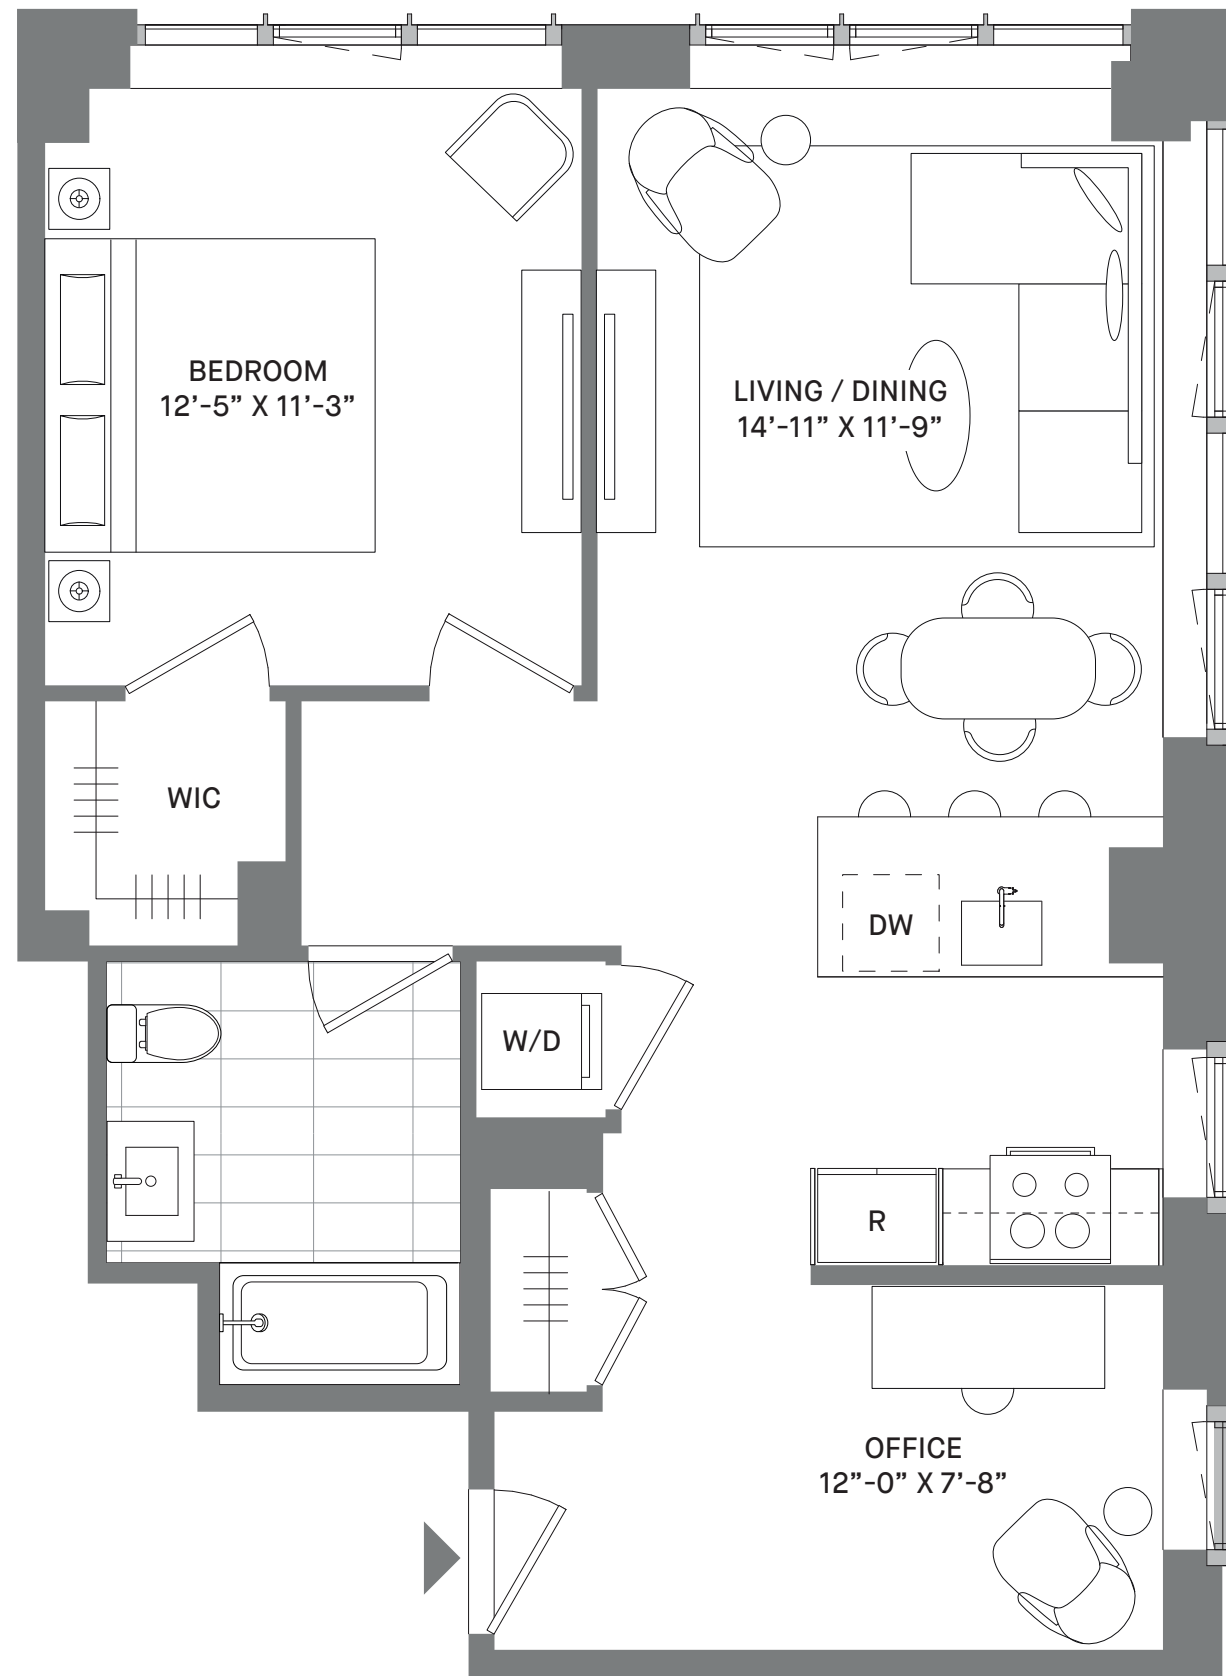 BEDROOM
12’-5” X 11’-3”
LIVING / DINING
14’-11” X 11’-9”
WIC
DW
W/D
R
OFFICE
12”-0” X 7’-8”